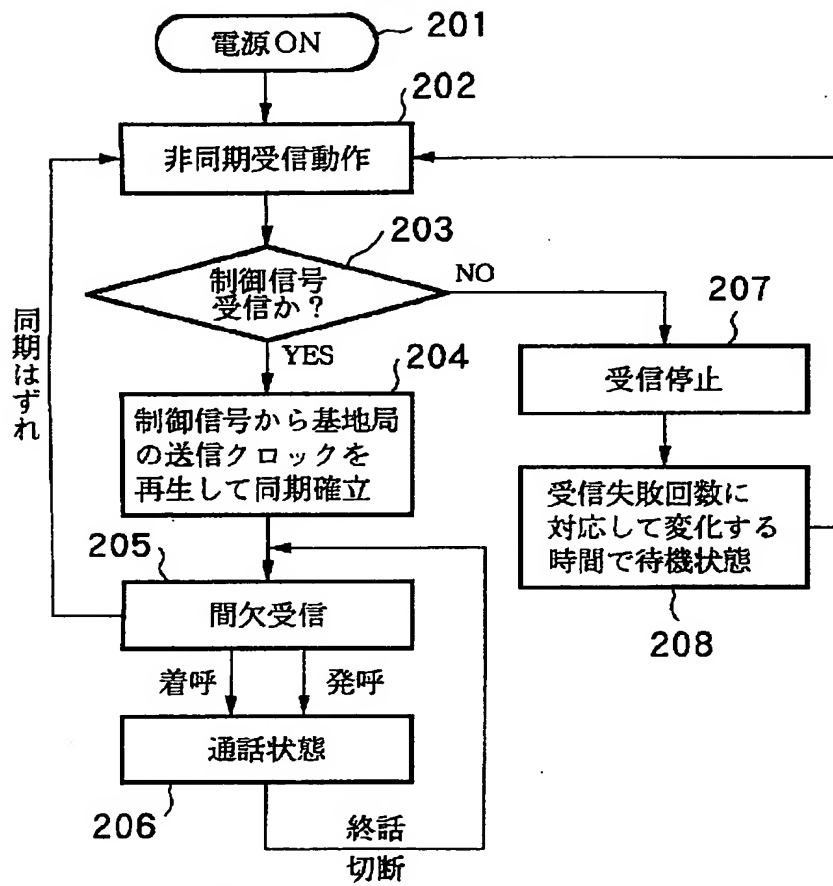 電源ON
201
202
非同期受信動作
203
制御信号
受信か?
NO
YES
204
制御信号から基地局
の送信クロックを
再生して同期確立
同期はずれ
205
間欠受信
着呼
発呼
通話状態
206
終話
切断
207
受信停止
受信失敗回数に
対応して変化する
時間で待機状態
208